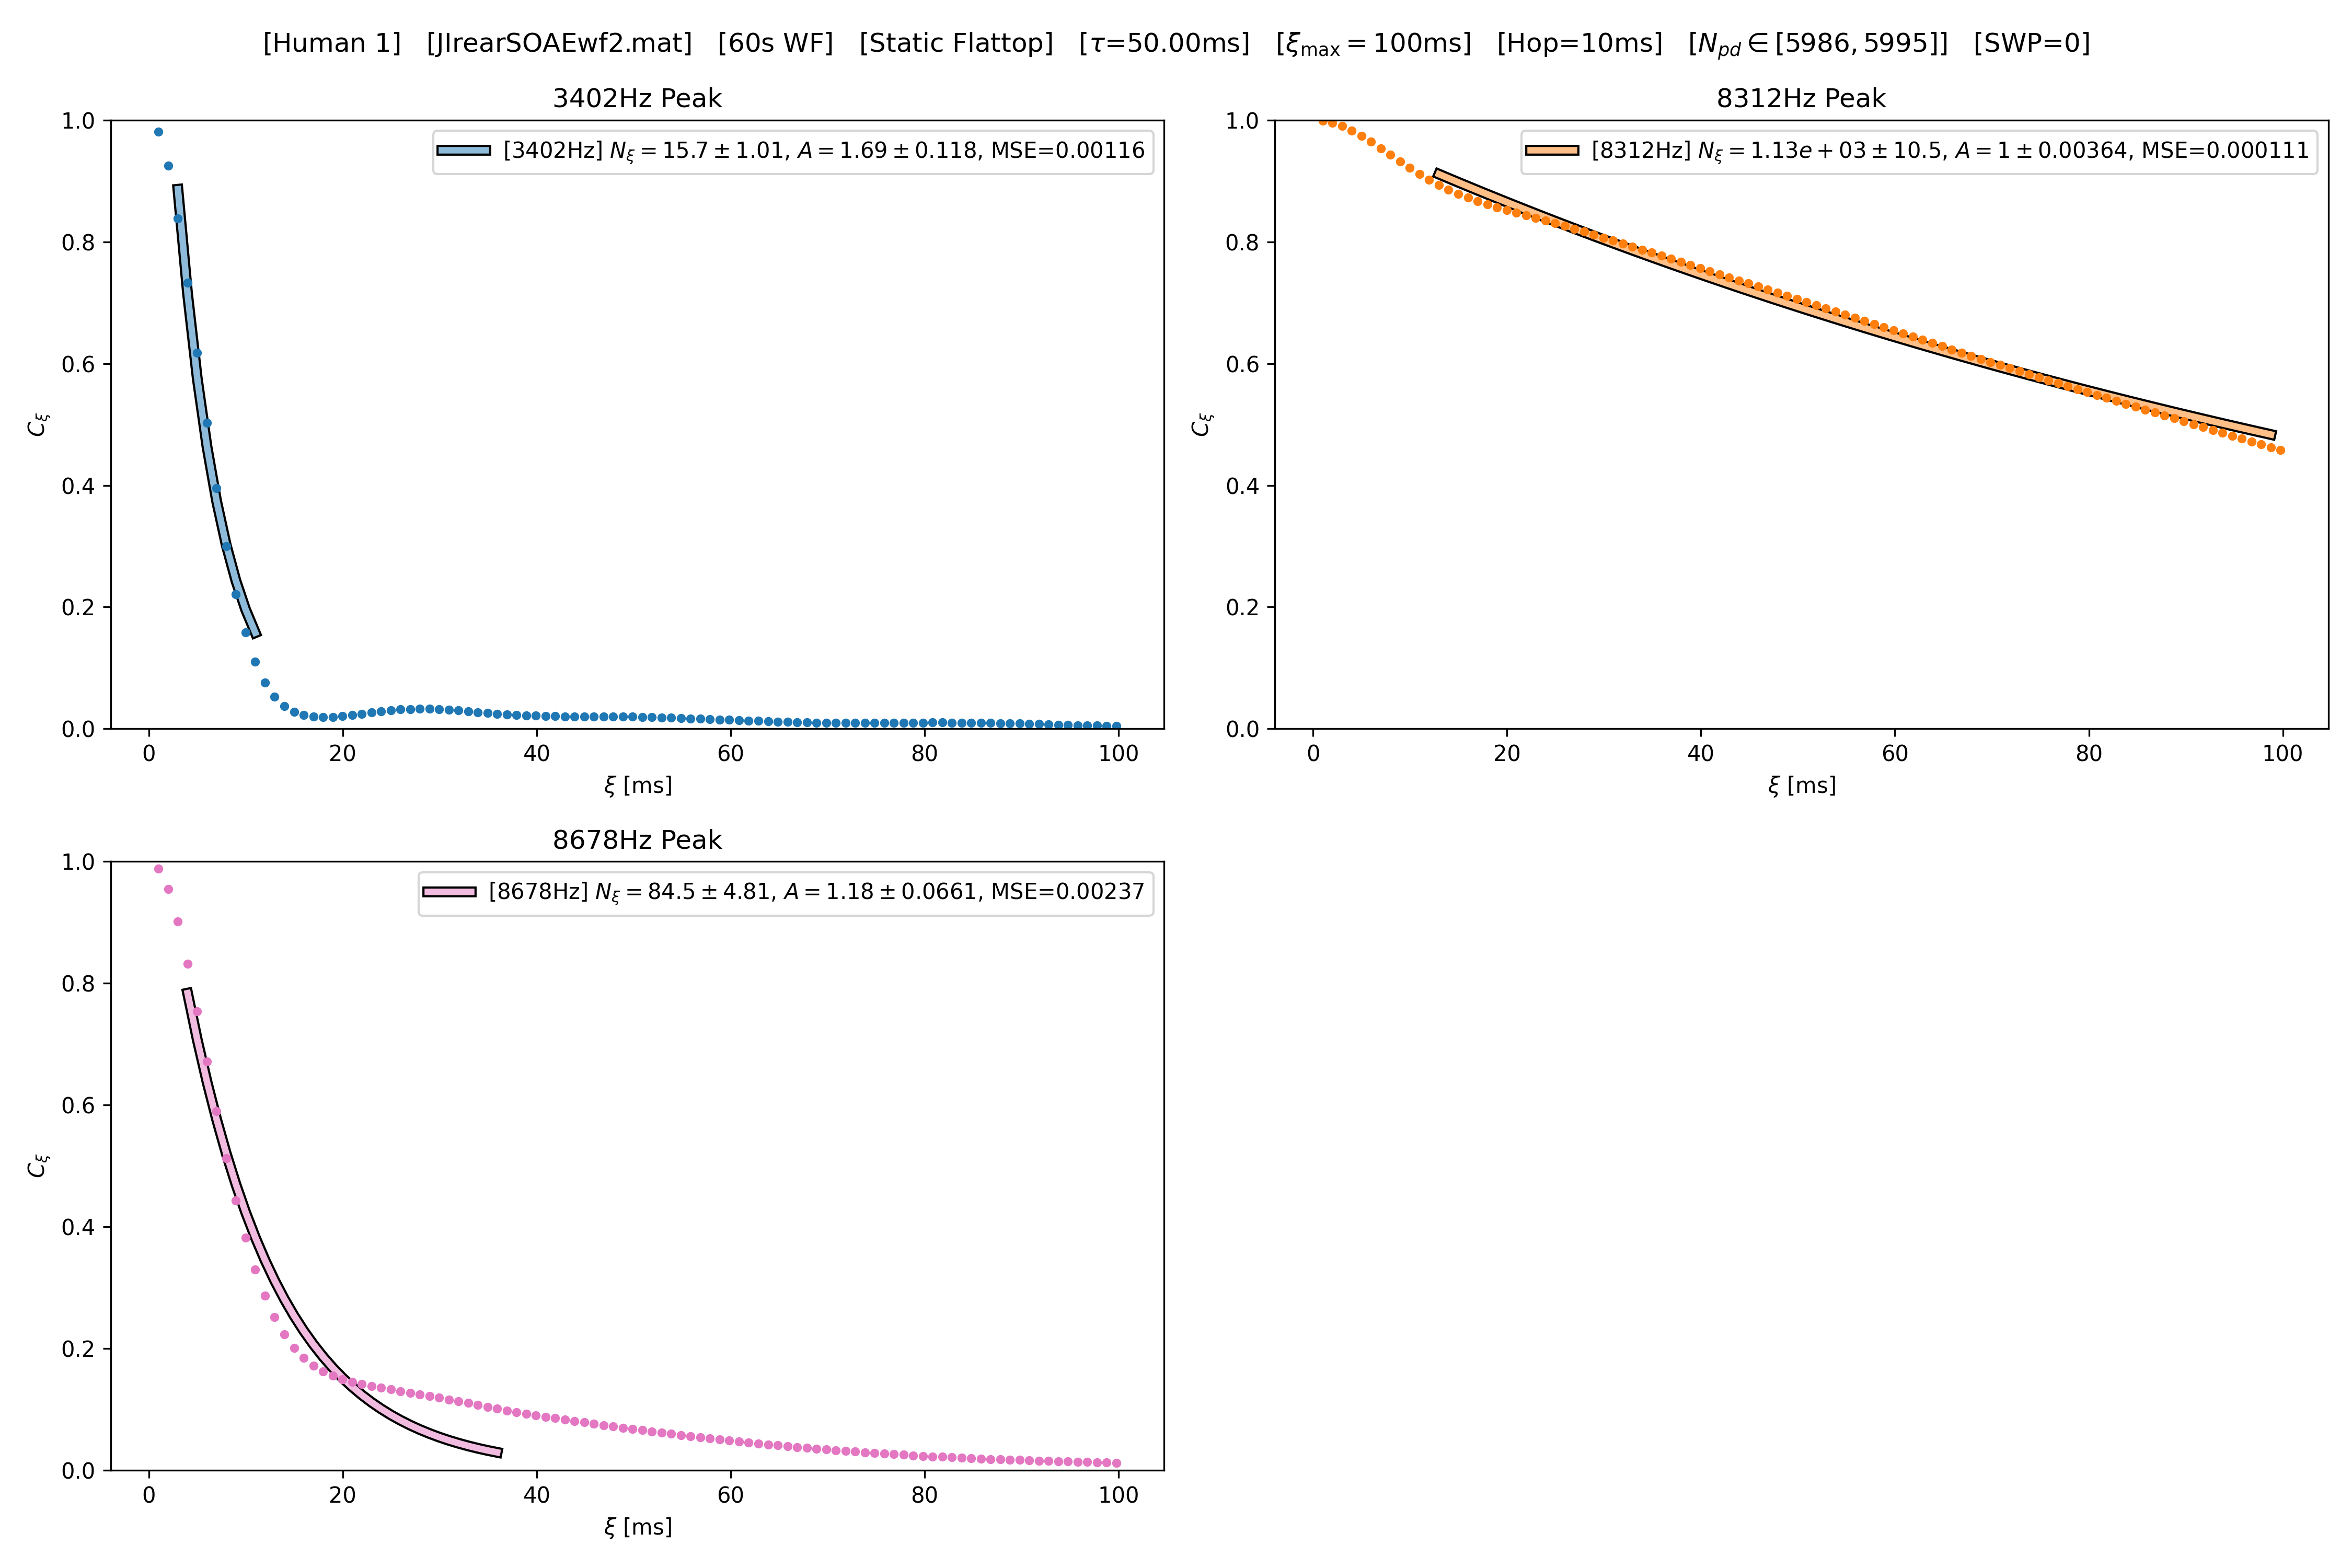 [Human 1] [JIrearSOAEwf2.mat] [60s WF] [Static Flattop] [τ=50.00ms] [ξmax = 100ms] [Hop=10ms] [Npd ∈ [5986, 5995]] [SWP=0]
3402Hz Peak
[3402Hz] Nξ = 15.7 ± 1.01, A = 1.69 ± 0.118, MSE=0.00116
1.0
0.8
0.6
0.4
0.2
0.0
Cξ
0 20 40 60 80 100
ξ [ms]
8312Hz Peak
[8312Hz] Nξ = 1.13e + 03 ± 10.5, A = 1 ± 0.00364, MSE=0.000111
1.0
0.8
0.6
0.4
0.2
0.0
Cξ
0 20 40 60 80 100
ξ [ms]
8678Hz Peak
[8678Hz] Nξ = 84.5 ± 4.81, A = 1.18 ± 0.0661, MSE=0.00237
1.0
0.8
0.6
0.4
0.2
0.0
Cξ
0 20 40 60 80 100
ξ [ms]